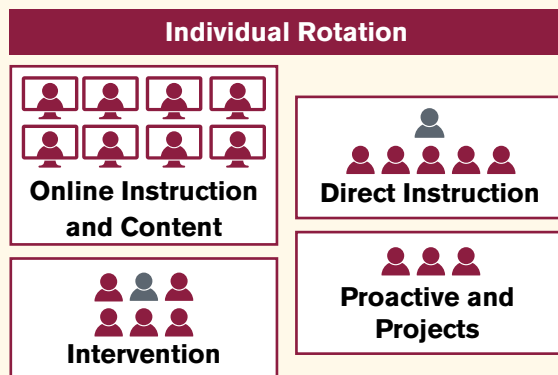 Individual Rotation
Online Instruction
and Content
Direct Instruction
Intervention
Proactive and
Projects